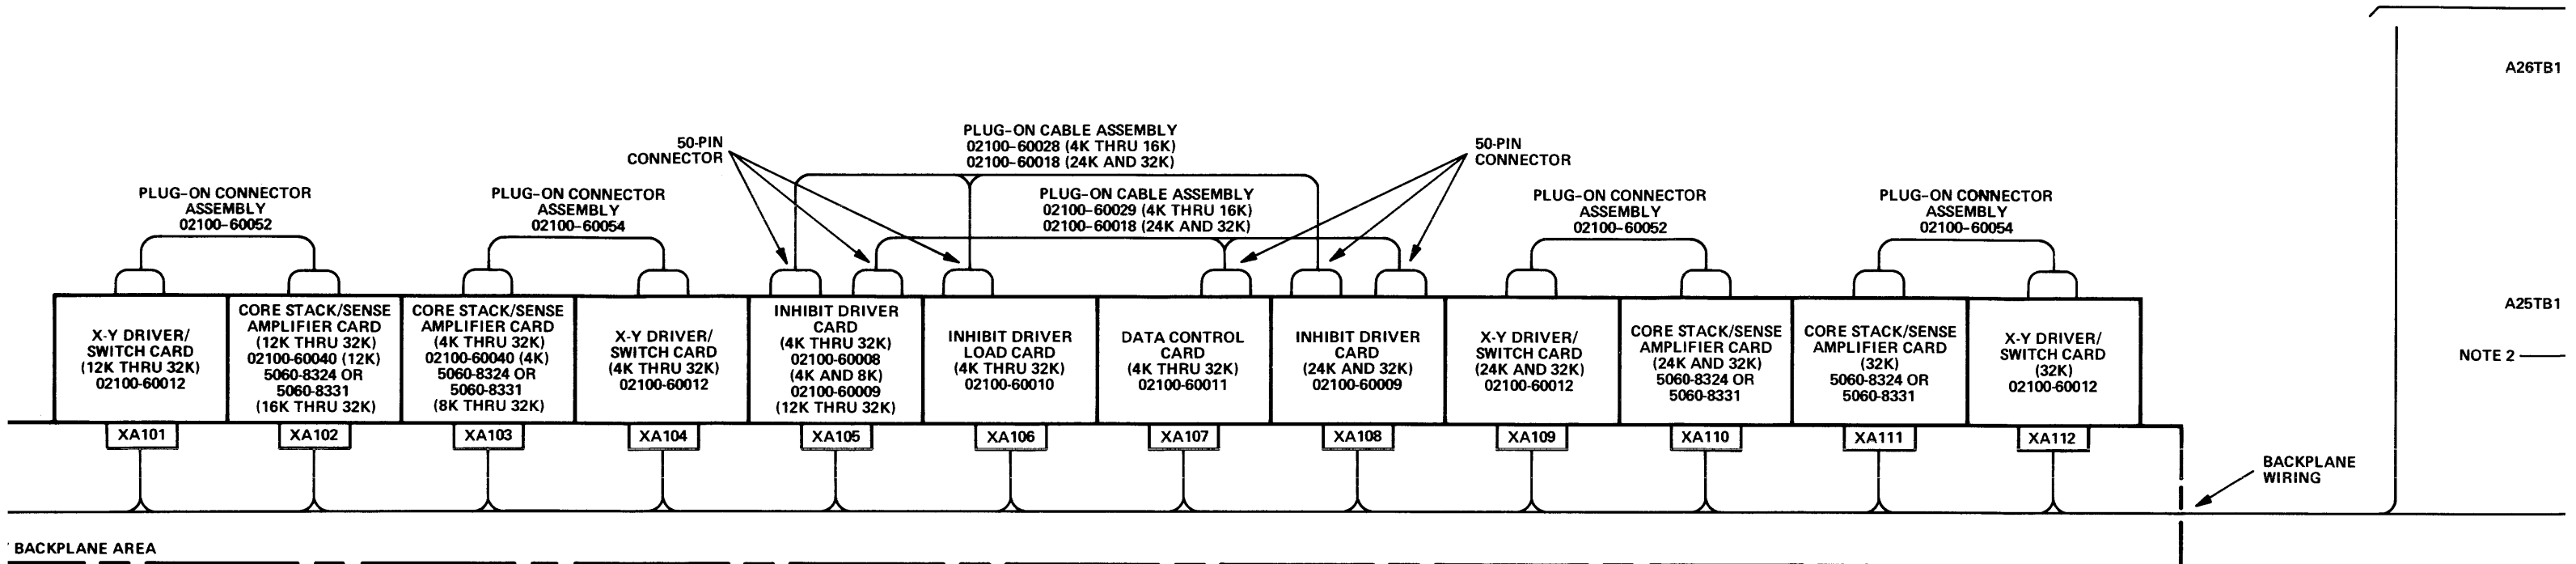 A26TB1
PLUG-ON CABLE ASSEMBLY
02100-60028 (4K THRU 16K)
02100-60018 (24K AND 32K)
50-PIN
CONNECTOR
50-PIN
CONNECTOR
PLUG-ON CONNECTOR
ASSEMBLY
02100-60052
PLUG-ON CONNECTOR
ASSEMBLY
02100-60054
PLUG-ON CABLE ASSEMBLY
02100-60029 (4K THRU 16K)
02100-60018 (24K AND 32K)
PLUG-ON CONNECTOR
ASSEMBLY
02100-60052
PLUG-ON CONNECTOR
ASSEMBLY
02100-60054
X-Y DRIVER/
SWITCH CARD
(12K THRU 32K)
02100-60012
CORE STACK/SENSE
AMPLIFIER CARD
(12K THRU 32K)
02100-60040 (12K)
5060-8324 OR
5060-8331
(16K THRU 32K)
CORE STACK/SENSE
AMPLIFIER CARD
(4K THRU 32K)
02100-60040 (4K)
5060-8324 OR
5060-8331
(8K THRU 32K)
X-Y DRIVER/
SWITCH CARD
(4K THRU 32K)
02100-60012
INHIBIT DRIVER
CARD
(4K THRU 32K)
02100-60008
(4K AND 8K)
02100-60009
(12K THRU 32K)
INHIBIT DRIVER
LOAD CARD
(4K THRU 32K)
02100-60010
DATA CONTROL
CARD
(4K THRU 32K)
02100-60011
INHIBIT DRIVER
CARD
(24K AND 32K)
02100-60009
X-Y DRIVER/
SWITCH CARD
(24K AND 32K)
02100-60012
CORE STACK/SENSE
AMPLIFIER CARD
(24K AND 32K)
5060-8324 OR
5060-8331
CORE STACK/SENSE
AMPLIFIER CARD
(32K)
5060-8324 OR
5060-8331
X-Y DRIVER/
SWITCH CARD
(32K)
02100-60012
A25TB1
NOTE 2
XA101
XA102
XA103
XA104
XA105
XA106
XA107
XA108
XA109
XA110
XA111
XA112
BACKPLANE
WIRING
BACKPLANE AREA